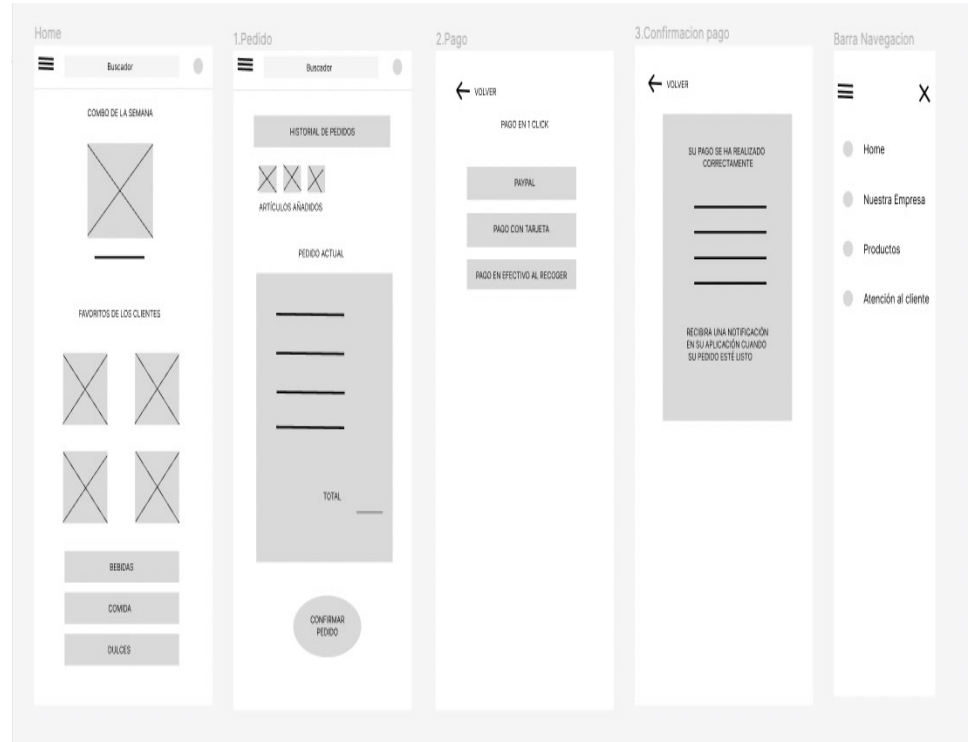 Home
Buscador
COMBO DE LA SEMANA
FAVORITOS DE LOS CLIENTES
BEBIDAS
COMIDA
DULCES
1.Pedido
Buscador
HISTORIAL DE PEDIDOS
ARTÍCULOS AÑADIDOS
PEDIDO ACTUAL
TOTAL
CONFIRMAR
PEDIDO
2.Pago
VOLVER
PAGO EN 1 CLICK
PAYPAL
PAGO CON TARJETA
PAGO EN EFECTIVO AL RECOGER
3.Confirmacion pago
VOLVER
SU PAGO SE HA REALIZADO
CORRECTAMENTE
RECIBIRA UNA NOTIFICACIÓN
EN SU APLICACIÓN CUANDO
SU PEDIDO ESTÉ LISTO
Barra Navegacion
Home
Nuestra Empresa
Productos
Atención al cliente